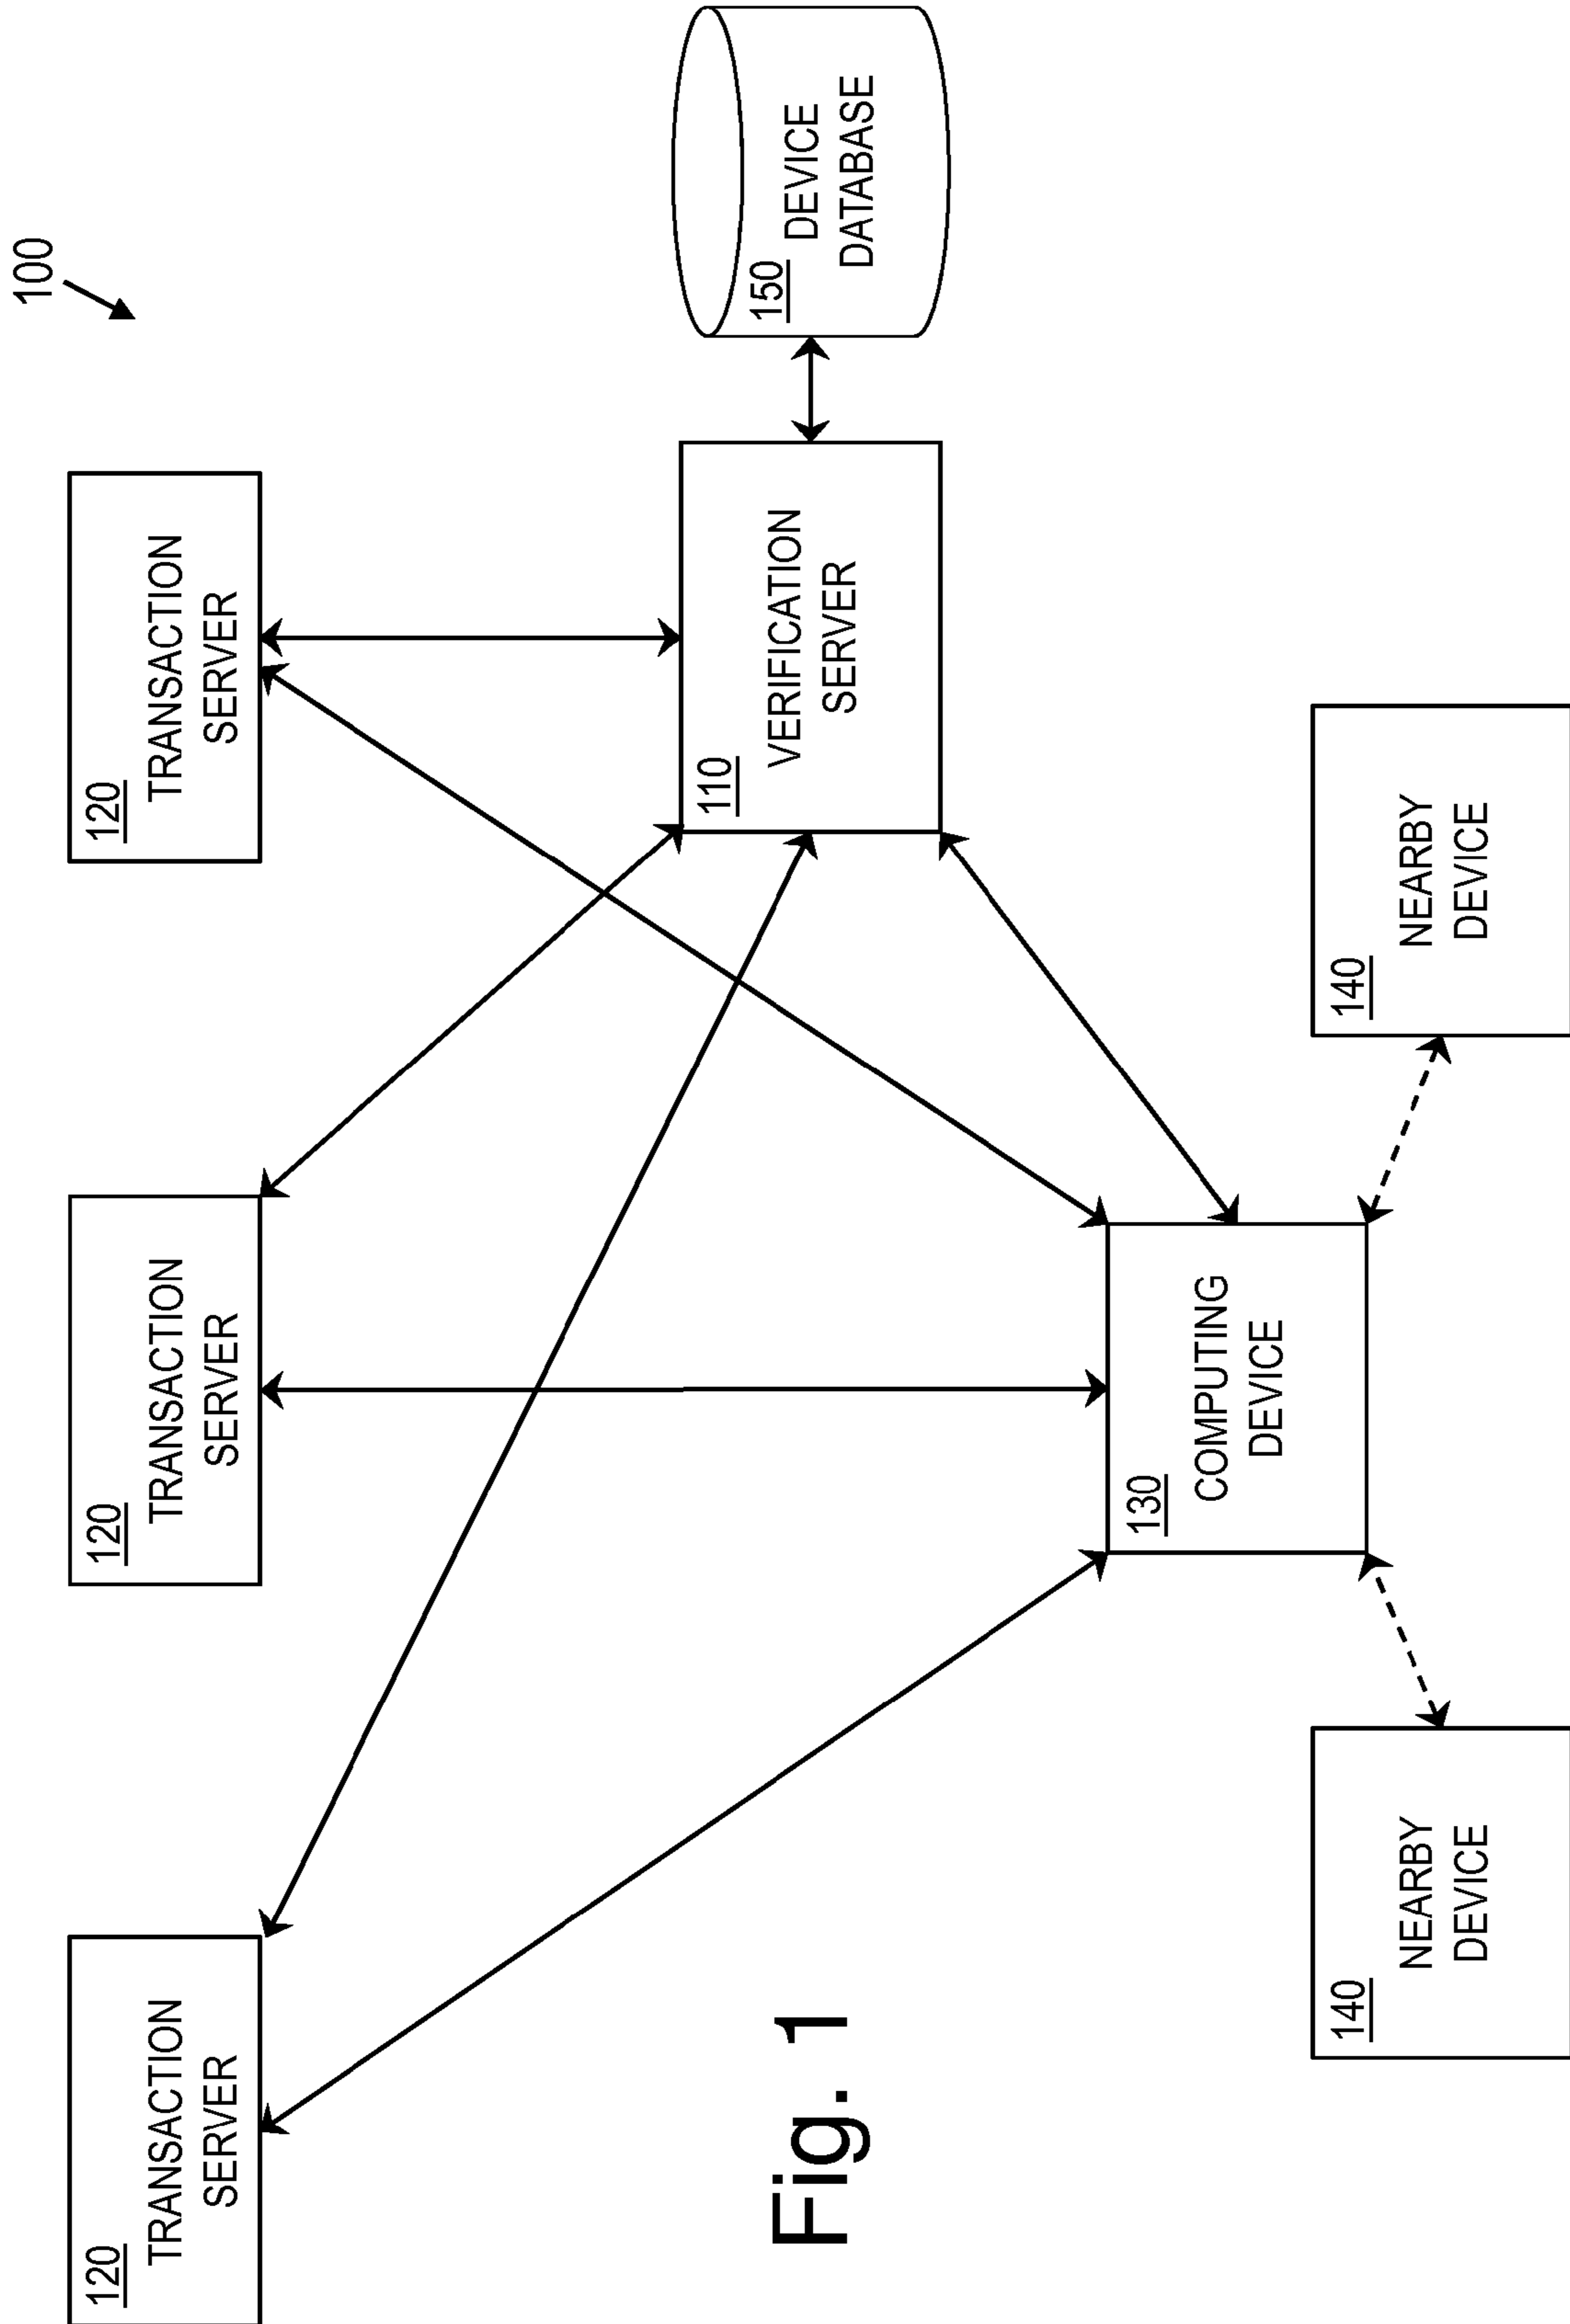 100
120
TRANSACTION
SERVER
120
TRANSACTION
SERVER
120
TRANSACTION
SERVER
110
VERIFICATION
SERVER
150
DEVICE
DATABASE
130
COMPUTING
DEVICE
140
NEARBY
DEVICE
140
NEARBY
DEVICE
Fig. 1